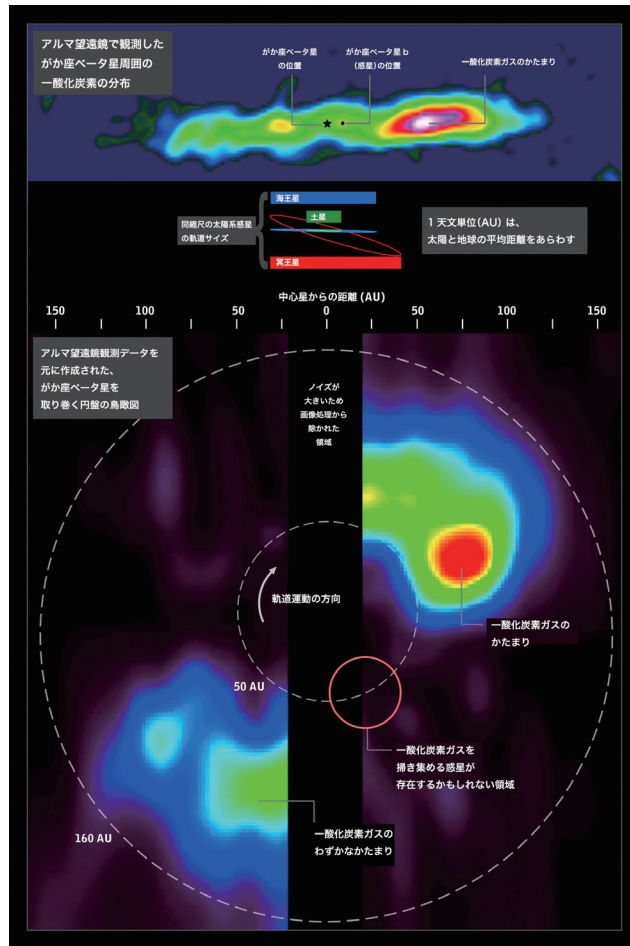 アルマ望遠鏡で観測した
がか座ベータ星周囲の
一酸化炭素の分布
がか座ベータ星
の位置
がか座ベータ星 b
(惑星)の位置
一酸化炭素ガスのかたまり
海王星
土星
同縮尺の太陽系惑星
の軌道サイズ
冥王星
1 天文単位(AU) は、
太陽と地球の平均距離をあらわす
中心星からの距離 (AU)
150 100 50 0 50 100 150
アルマ望遠鏡観測データを
元に作成された、
がか座ベータ星を
取り巻く円盤の鳥瞰図
ノイズが
大きいため
画像処理から
除かれた
領域
軌道運動の方向
一酸化炭素ガスの
かたまり
50 AU
一酸化炭素ガスを
掃き集める惑星が
存在するかもしれない領域
一酸化炭素ガスの
わずかなかたまり
160 AU